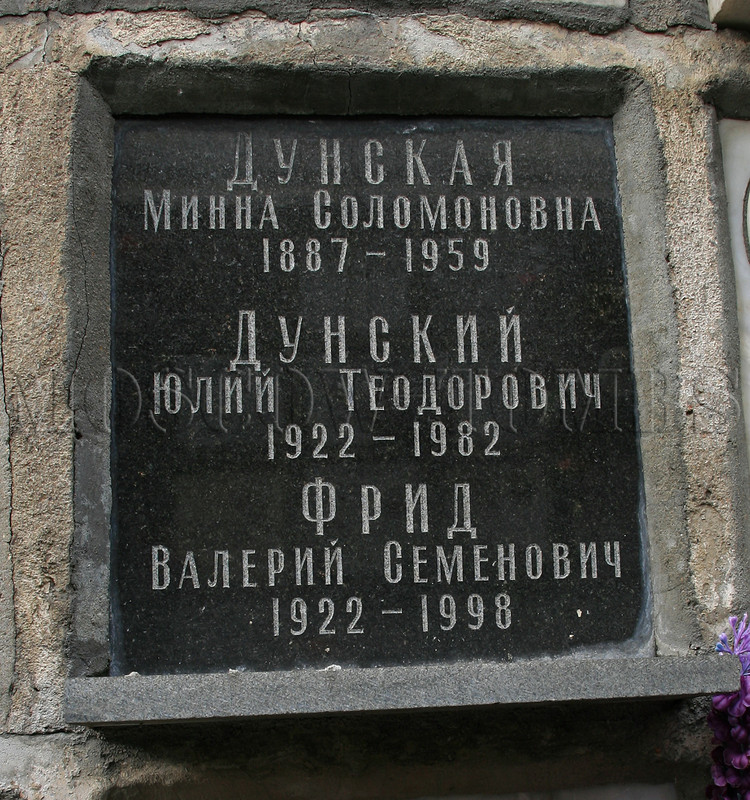 ДУНСКАЯ
МИННА СОЛОМОНОВНА
1887 – 1959
ДУНСКИЙ
ЮЛИЙ ТЕОДОРОВИЧ
1922 – 1982
ФРИД
ВАЛЕРИЙ СЕМЕНОВИЧ
1922 – 1998